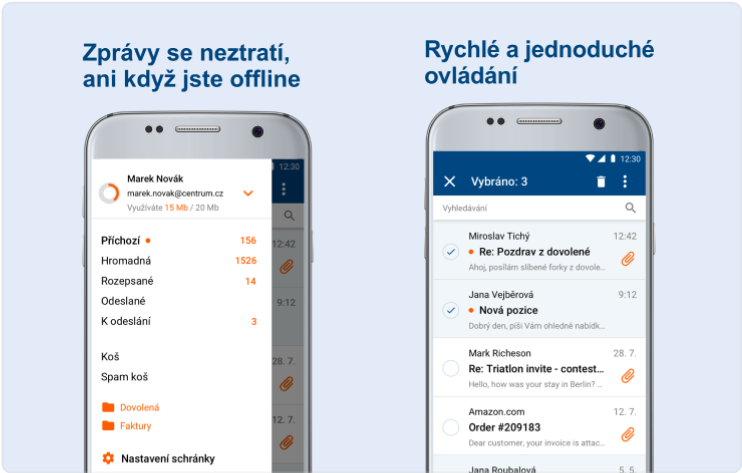 Zprávy se neztratí,
ani když jste offline
12:30
Marek Novák
marek.novak@centrum.cz
Využíváte 15 Mb / 20 Mb
Příchozí 156
Hromadná 1526
Rozepsané 14
Odeslané
K odeslání 3
Koš
Spam koš
Dovolená
Faktury
Nastavení schránky
12:42
9:12
28. 7.
12. 7.
Rychlé a jednoduché
ovládání
12:30
Vybráno: 3
Vyhledávání
Miroslav Tichý 12:42
Re: Pozdrav z dovolené
Ahoj, posílám slíbené forky z dovole...
Jana Vejběrová 9:12
Nová pozice
Dobrý den, píši Vám ohledně nabídk...
Mark Richeson 28. 7.
Re: Triatlon invite - contest...
Hello, how was your stay in Berlin? ...
Amazon.com 12. 7.
Order #209183
Dear customer, your invoice is attac...
Jana Roubalová 5. 5.